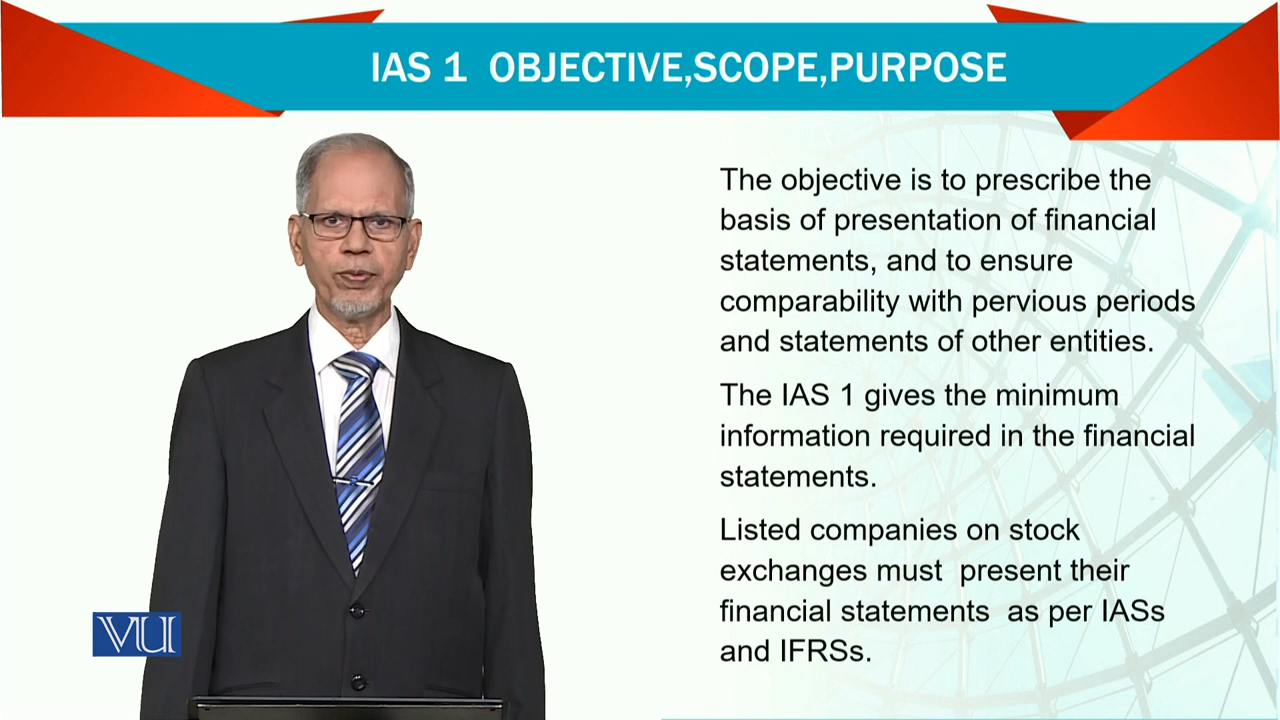 IAS 1 OBJECTIVE,SCOPE,PURPOSE
The objective is to prescribe the
basis of presentation of financial
statements, and to ensure
comparability with pervious periods
and statements of other entities.
The IAS 1 gives the minimum
information required in the financial
statements.
Listed companies on stock
exchanges must present their
financial statements as per IASs
and IFRSs.
VU